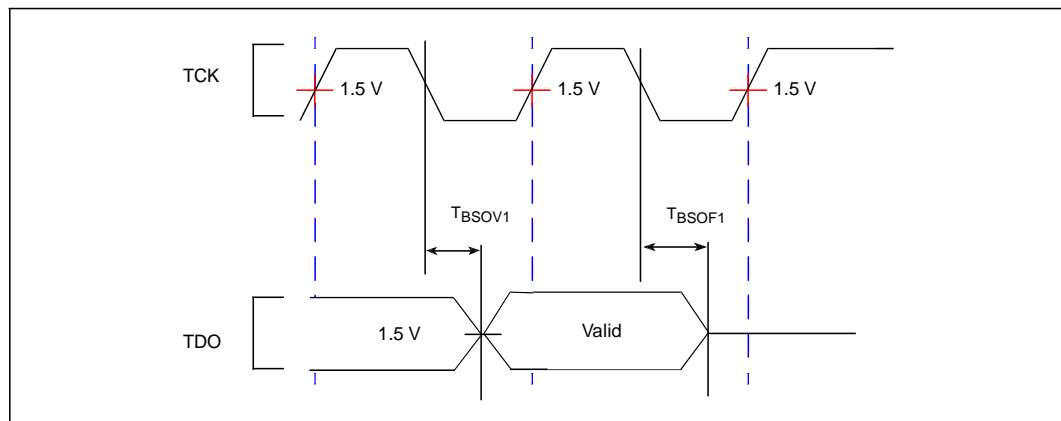 TCK
1.5 V 1.5 V 1.5 V
TBSOV1 TBSOF1
TDO
1.5 V Valid